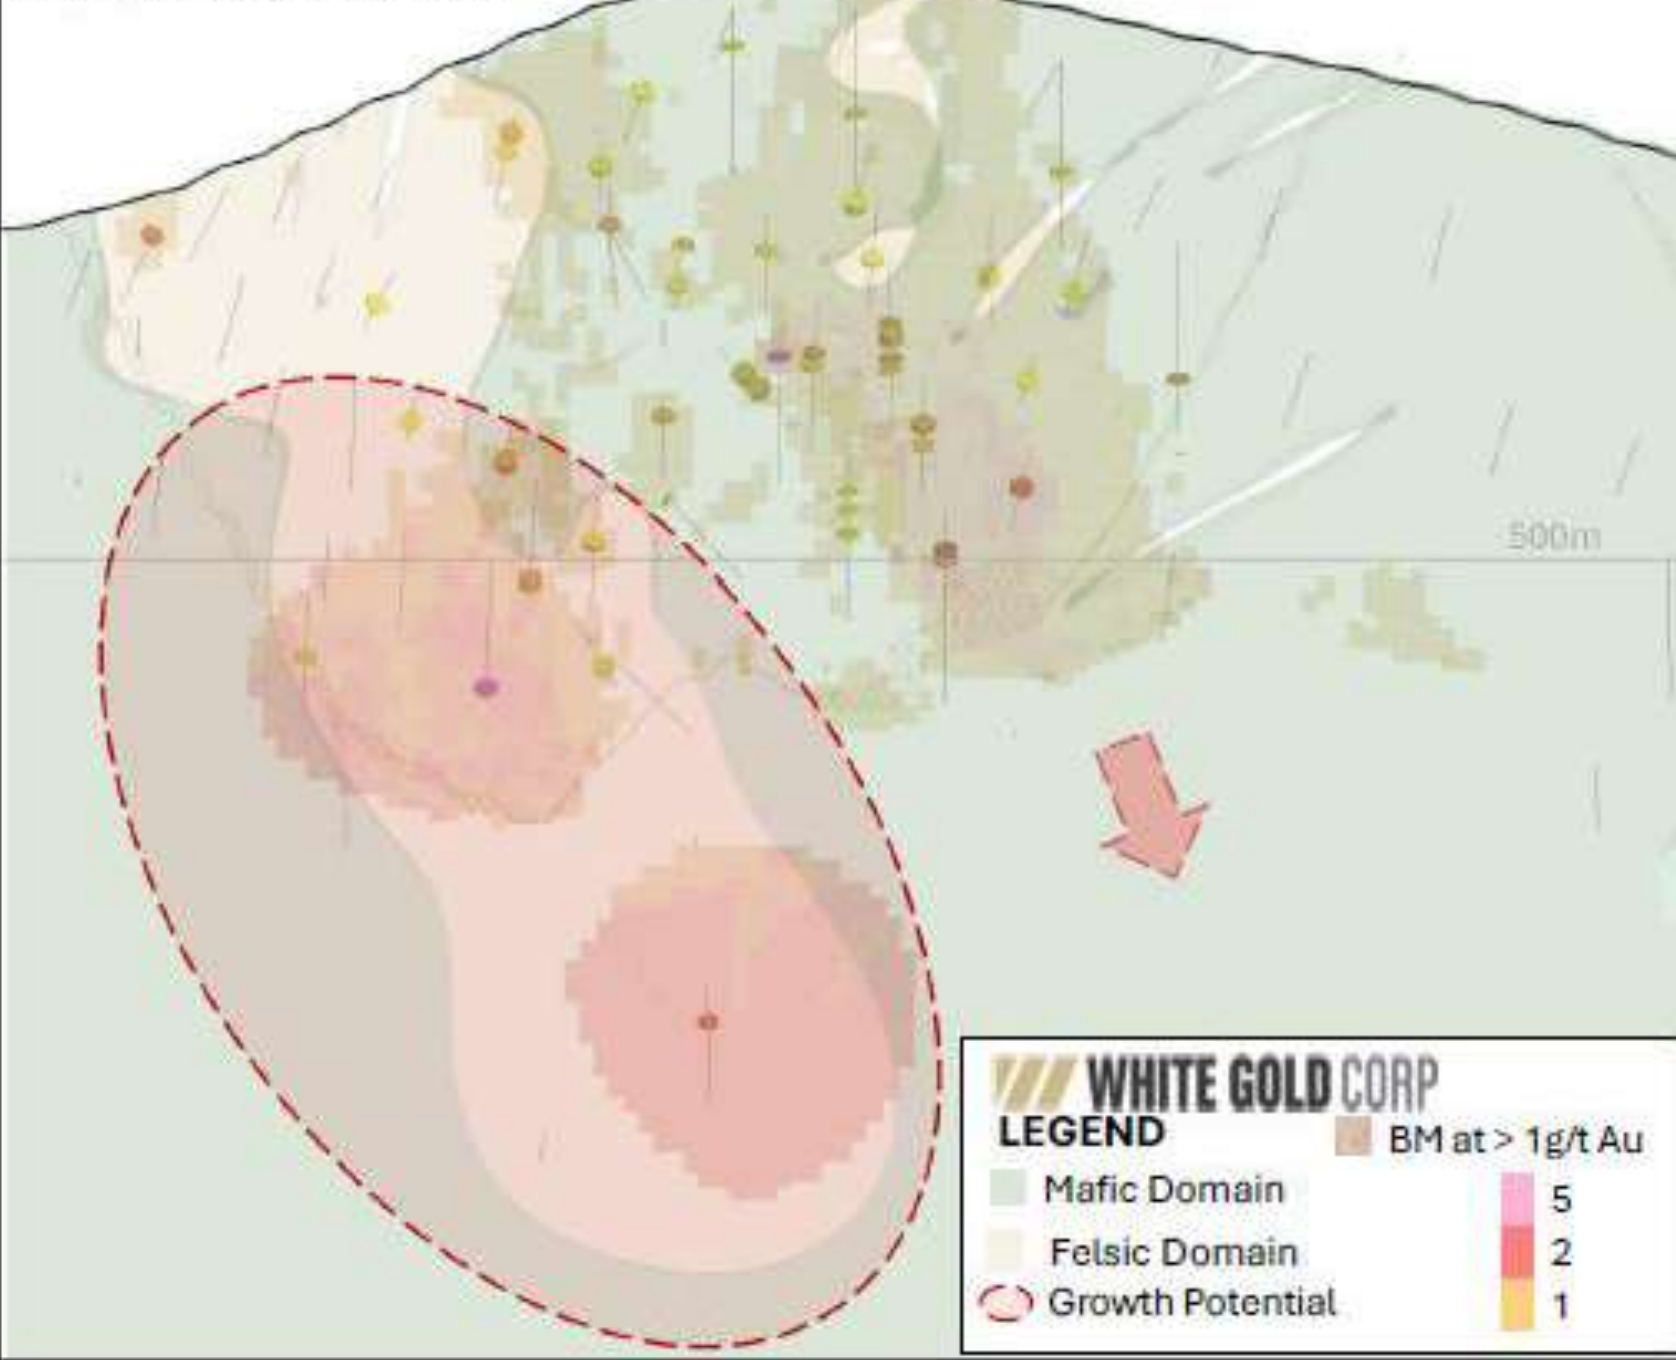 500m
WHITE GOLD CORP
LEGEND
BM at > 1g/t Au
Mafic Domain
5
Felsic Domain
2
Growth Potential
1